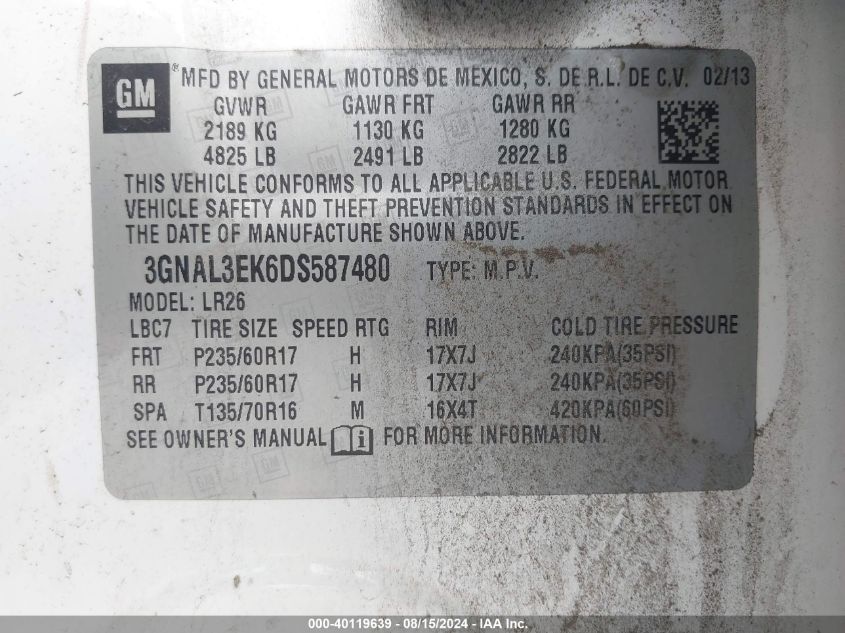 GM ® MFD BY GENERAL MOTORS DE MEXICO, S. DE R.L. DE C.V. 02/13
GVWR GAWR FRT GAWR RR
2189 KG 1130 KG 1280 KG
4825 LB 2491 LB 2822 LB
THIS VEHICLE CONFORMS TO ALL APPLICABLE U.S. FEDERAL MOTOR
VEHICLE SAFETY AND THEFT PREVENTION STANDARDS IN EFFECT ON
THE DATE OF MANUFACTURE SHOWN ABOVE.
3GNAL3EK6DS587480 TYPE: M.P.V.
MODEL: LR26
LBC7 TIRE SIZE SPEED RTG RIM COLD TIRE PRESSURE
FRT P235/60R17 H 17X7J 240KPA(35PSI)
RR P235/60R17 H 17X7J 240KPA(35PSI)
SPA T135/70R16 M 16X4T 420KPA(60PSI)
SEE OWNER'S MANUAL FOR MORE INFORMATION.
000-40119639 - 08/15/2024 - IAA Inc.